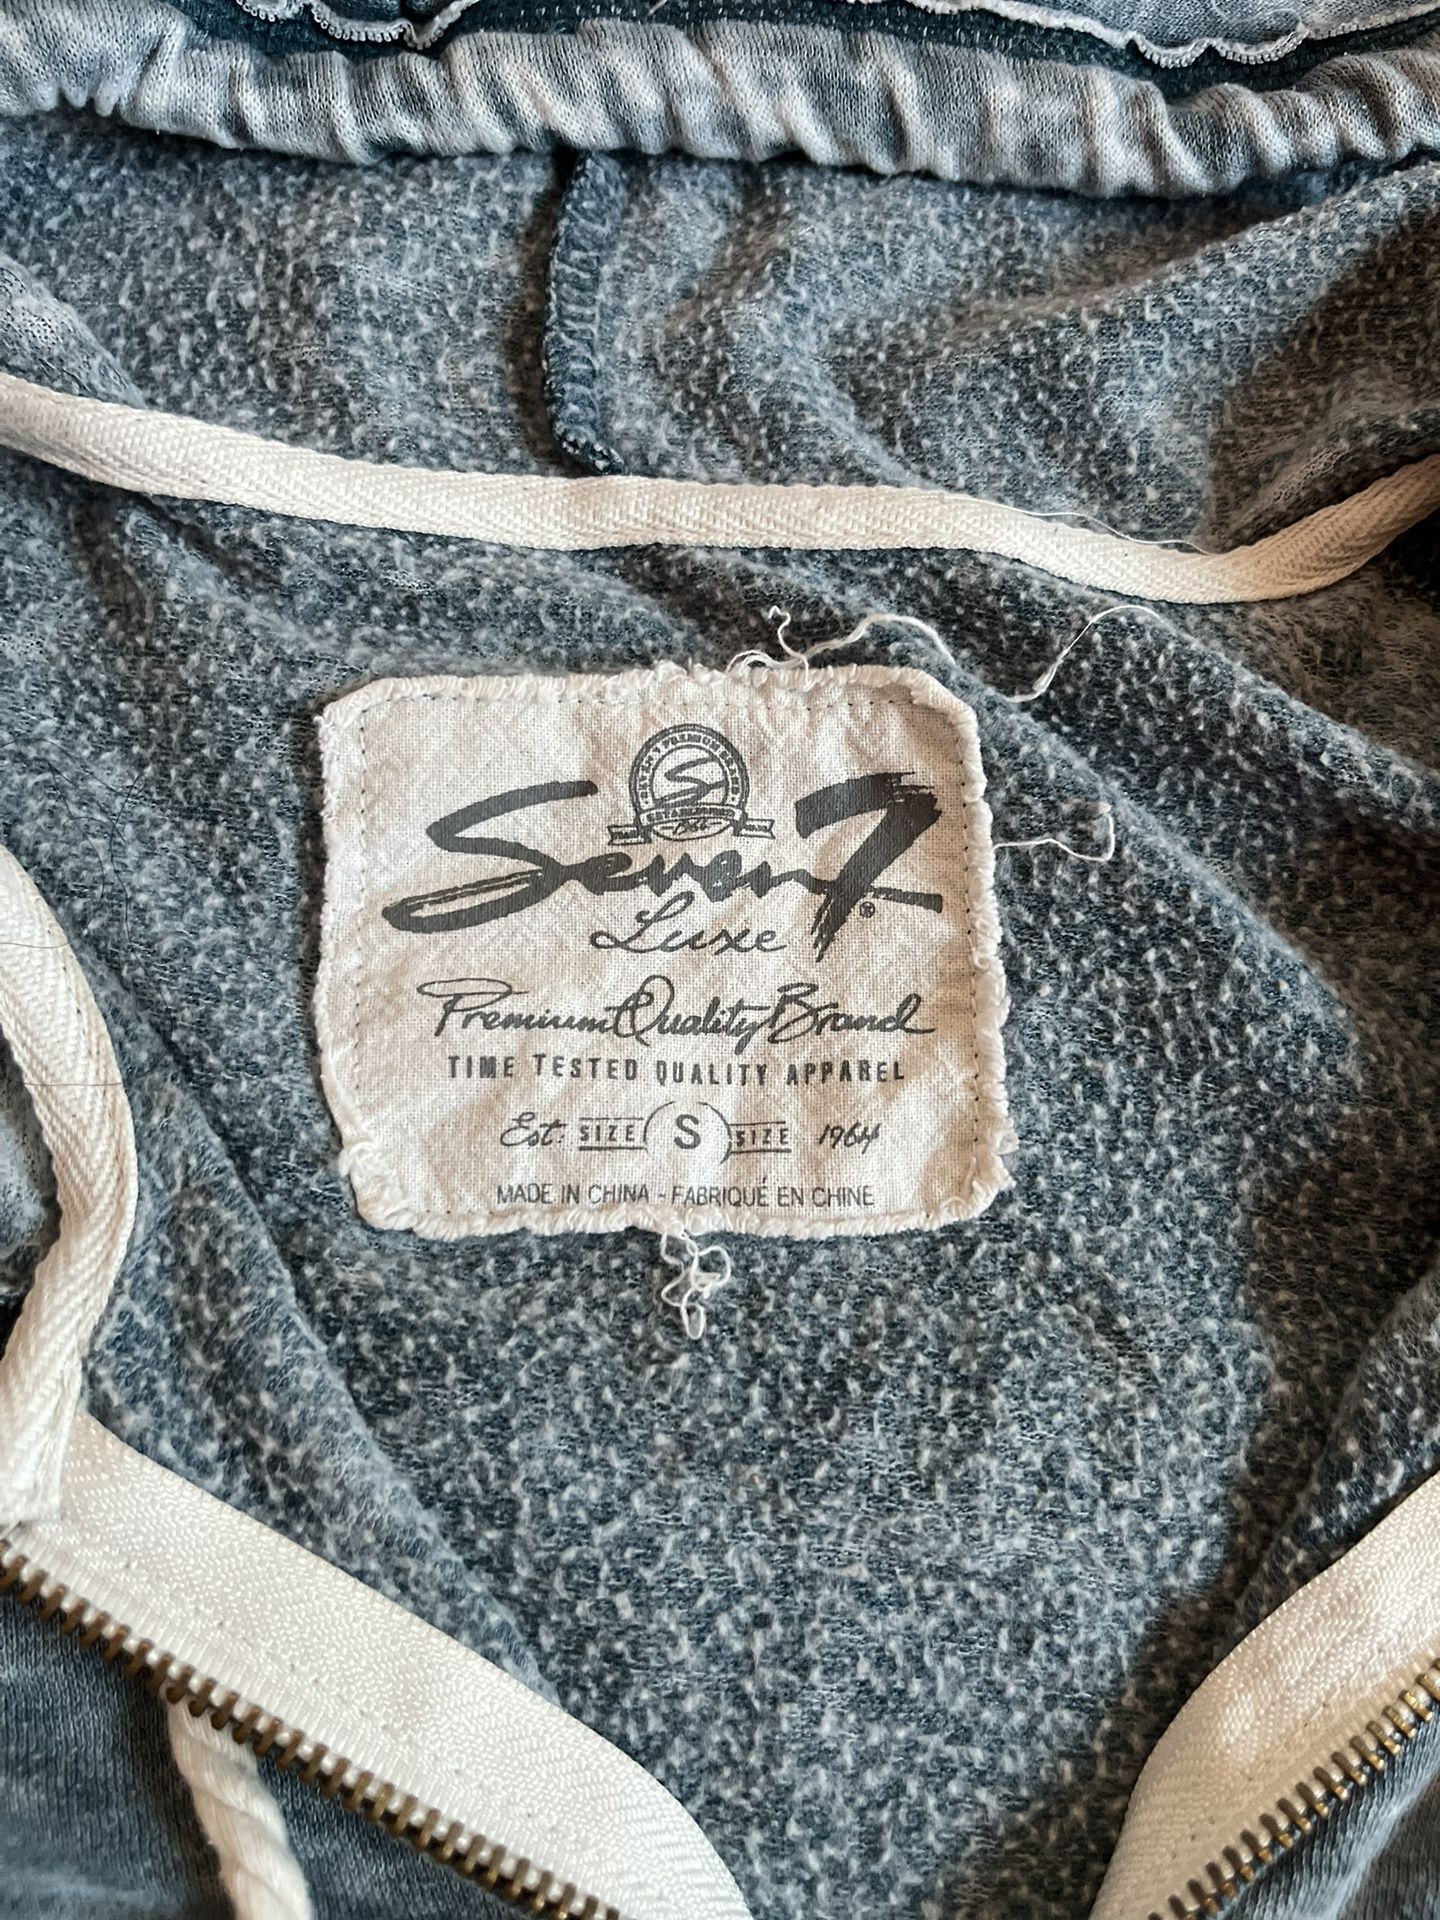 Seven7®
Luxe
Premium Quality Brand
TIME TESTED QUALITY APPAREL
Est. SIZE (S) SIZE 1964
MADE IN CHINA - FABRIQUÉ EN CHINE